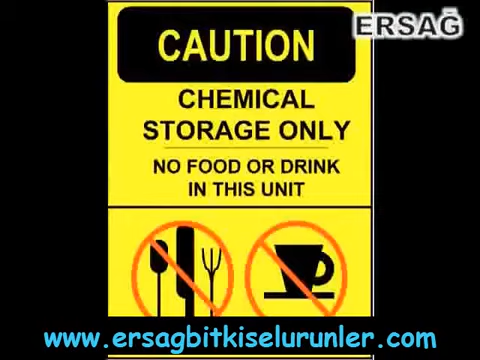 ERSAĞ
CAUTION
CHEMICAL
STORAGE ONLY
NO FOOD OR DRINK
IN THIS UNIT
www.ersagbitkiselurunler.com